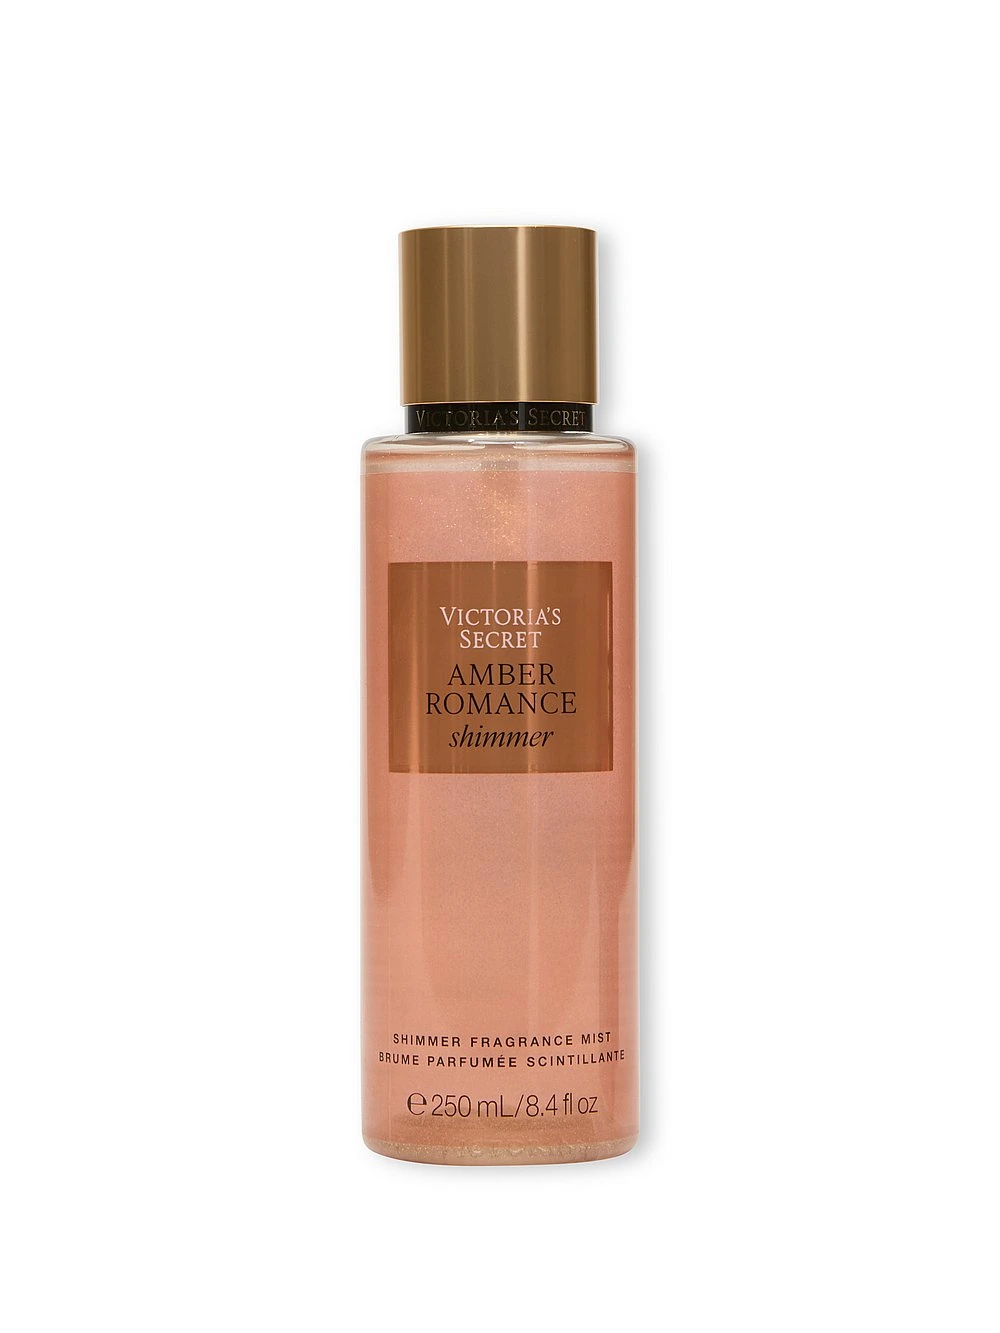 VICTORIA'S SECRET
VICTORIA'S
SECRET
AMBER
ROMANCE
shimmer
SHIMMER FRAGRANCE MIST
BRUME PARFUMÉE SCINTILLANTE
℮ 250 mL/8.4 fl oz